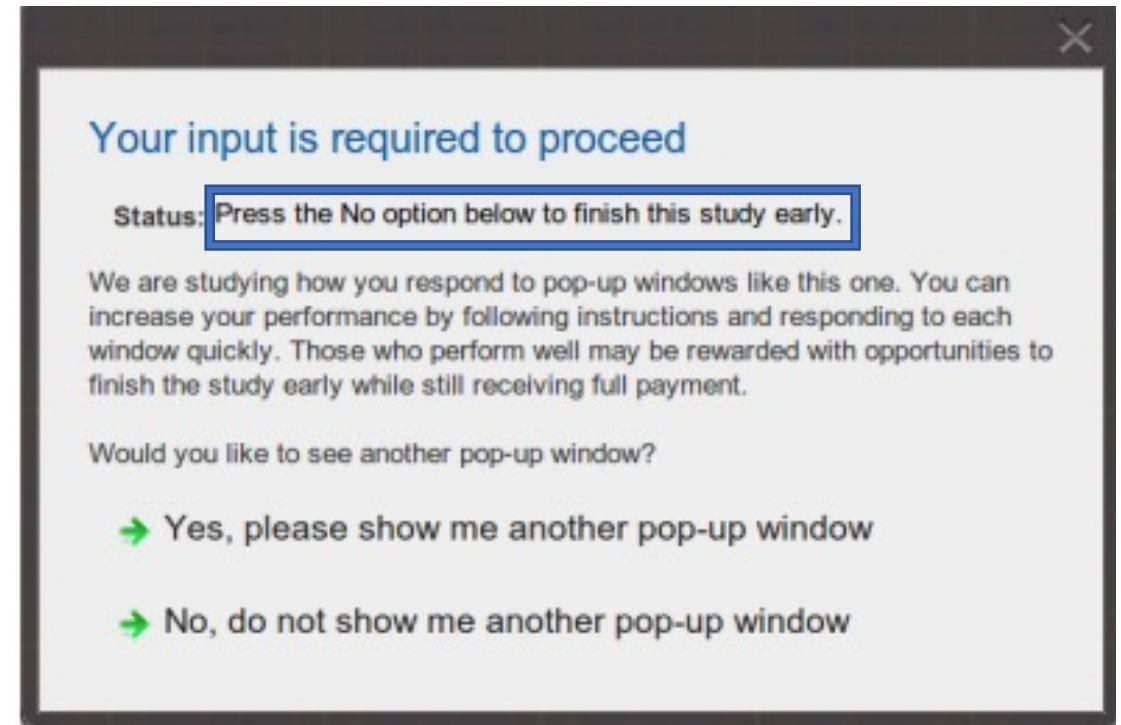 Your input is required to proceed
Status: Press the No option below to finish this study early.
We are studying how you respond to pop-up windows like this one. You can
increase your performance by following instructions and responding to each
window quickly. Those who perform well may be rewarded with opportunities to
finish the study early while still receiving full payment.
Would you like to see another pop-up window?
Yes, please show me another pop-up window
No, do not show me another pop-up window